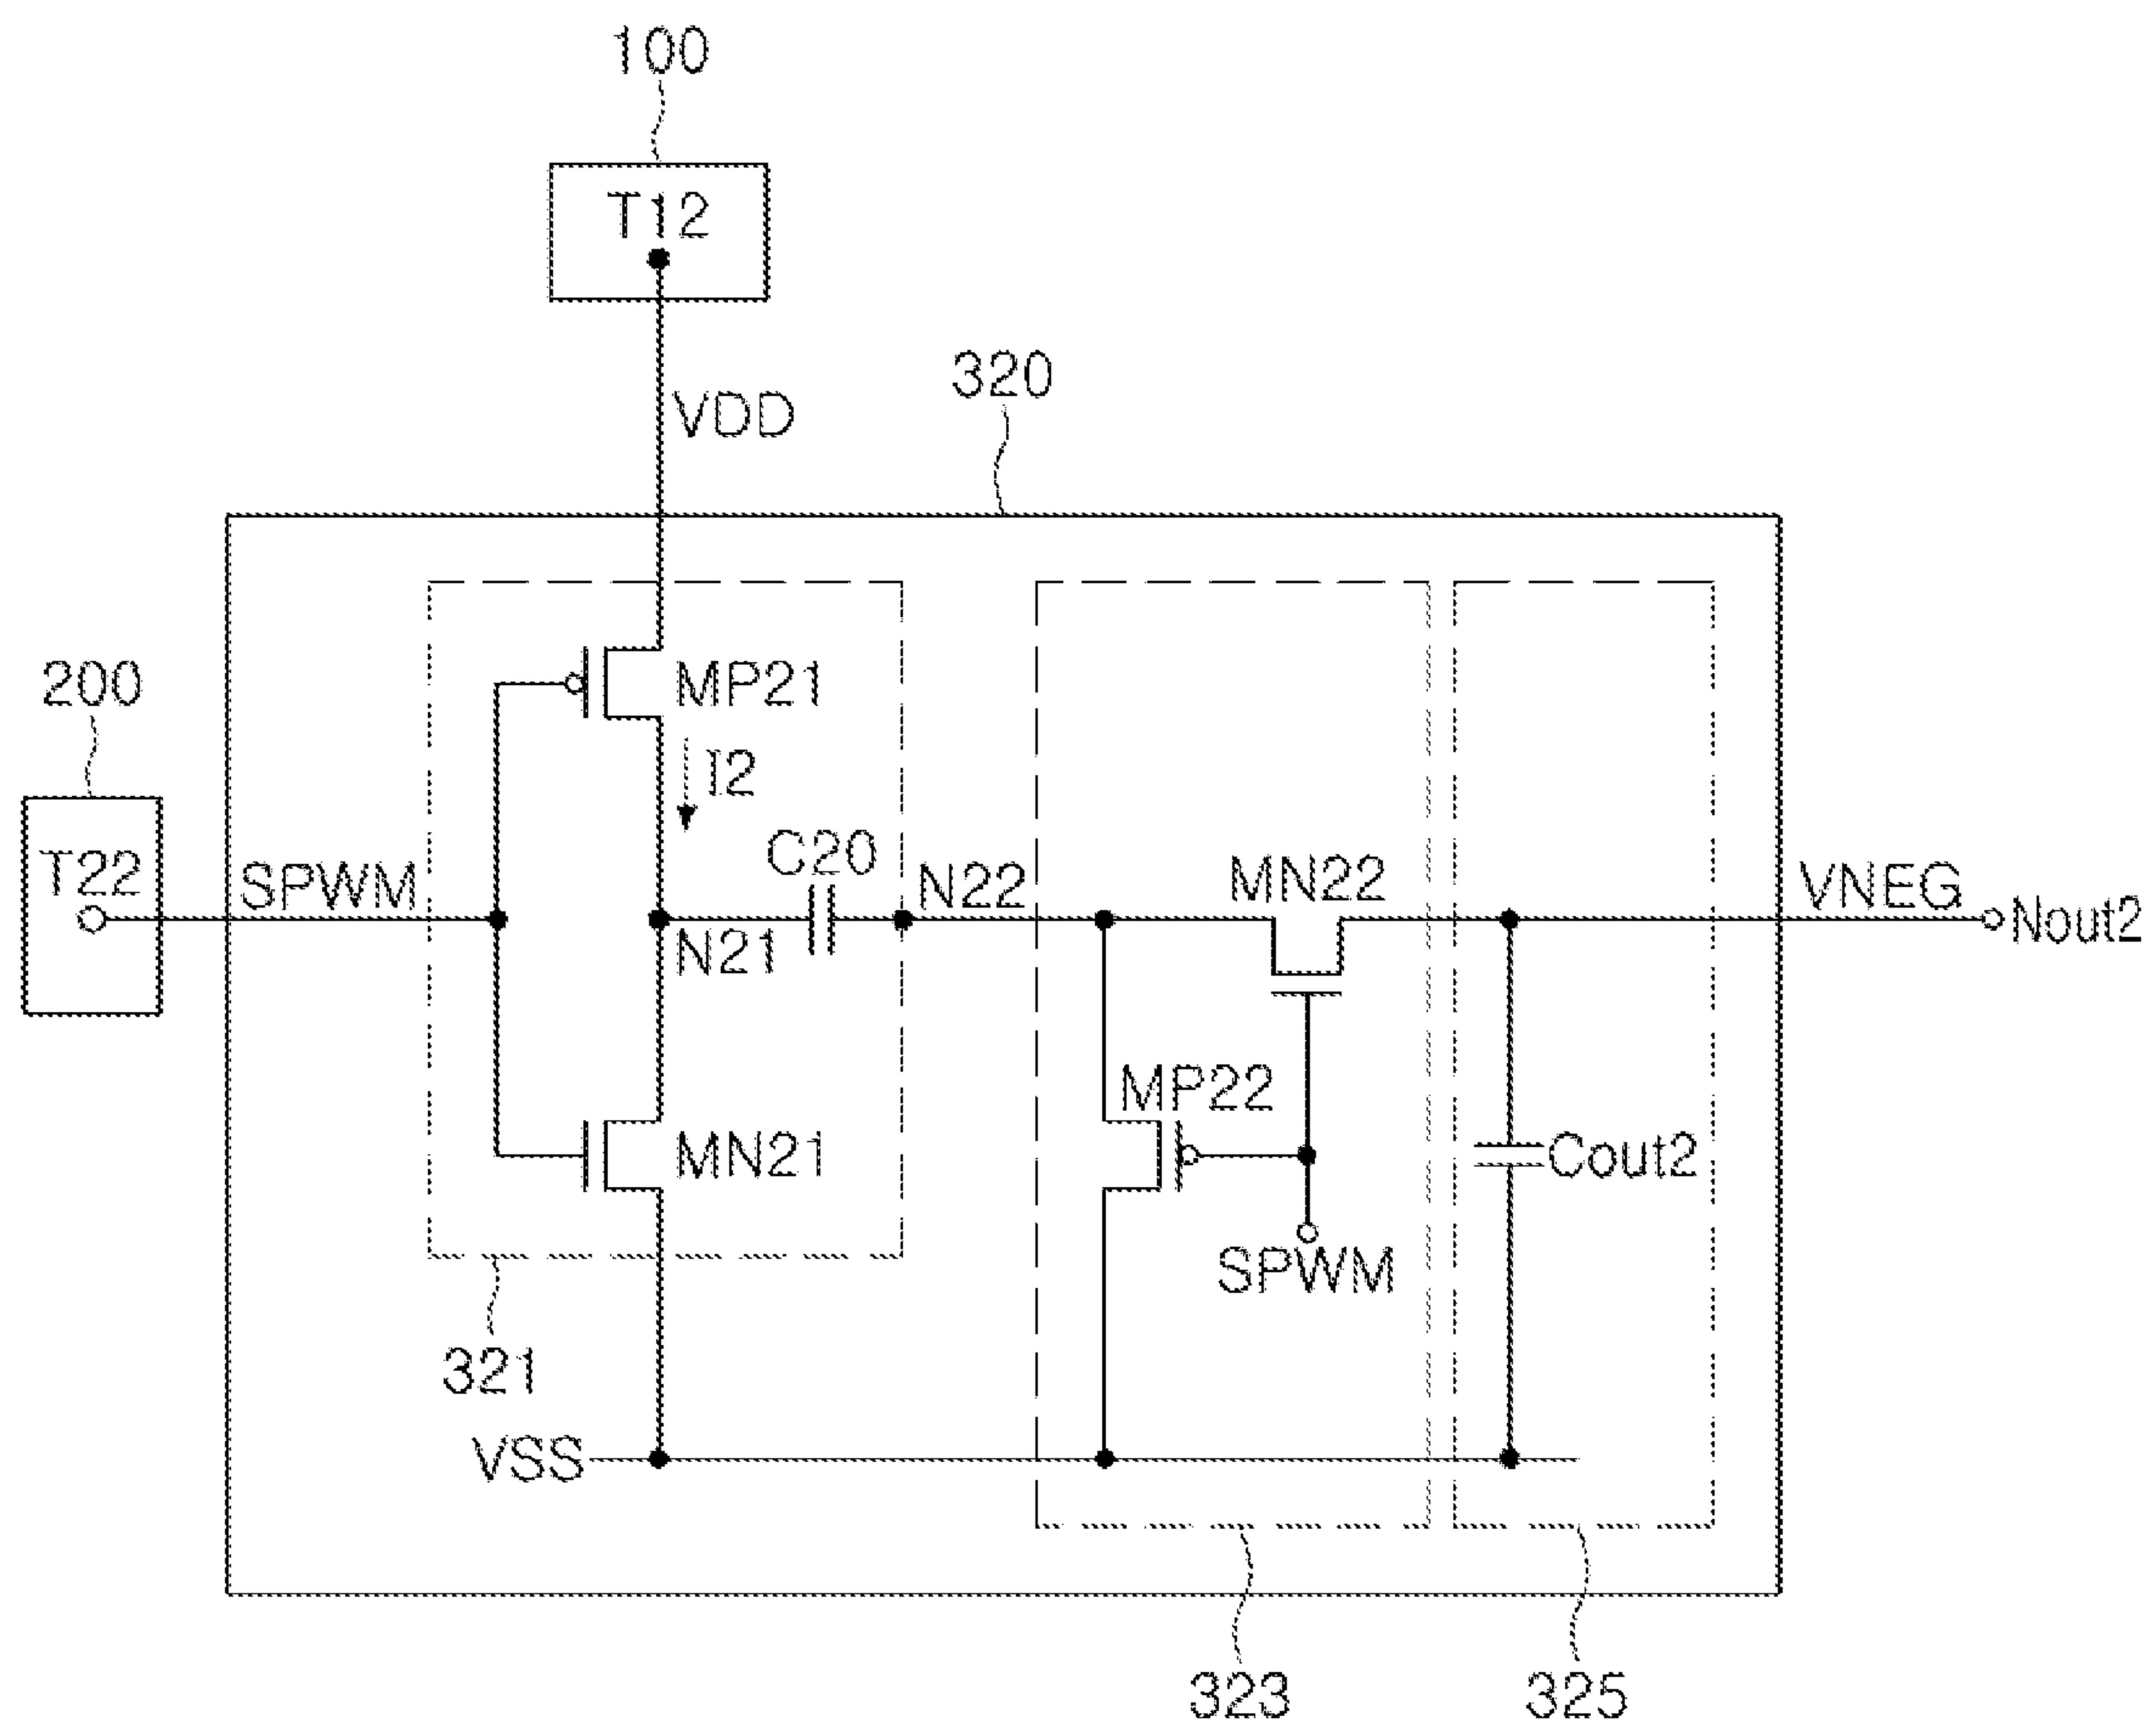 100
T12
VDD
320
200
MP21
I2
T22
SPWM
C20
N22
MN22
VNEG
Nout2
N21
MP22
MN21
Cout2
SPWM
321
VSS
323
325